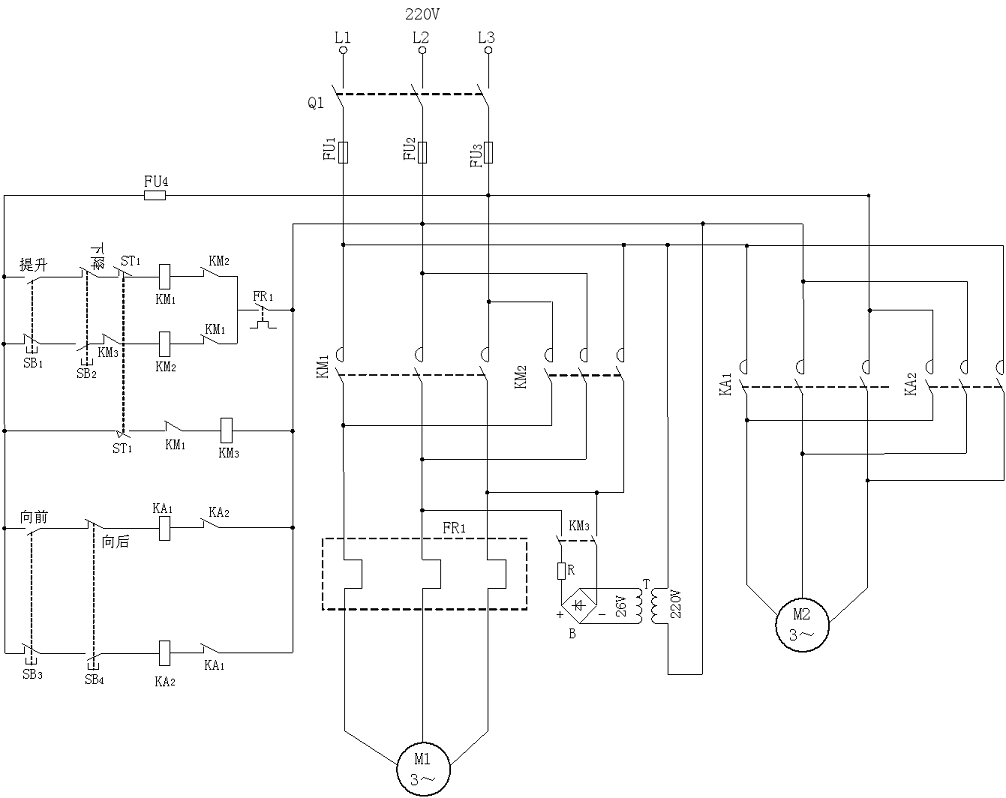 220V
L1 L2 L3
Q1
FU1 FU2 FU3
FU4
提升 下降 ST1 KM1 KM2
FR1
SB1 SB2 KM3 KM2 KM1
KM1 KM2
KA1 KA2
ST1 KM1 KM3
向前 向后 KA1 KA2
SB3 SB4 KA2 KA1
FR1
KM3
R
+ -
B
26V T 220V
M1
3～
M2
3～